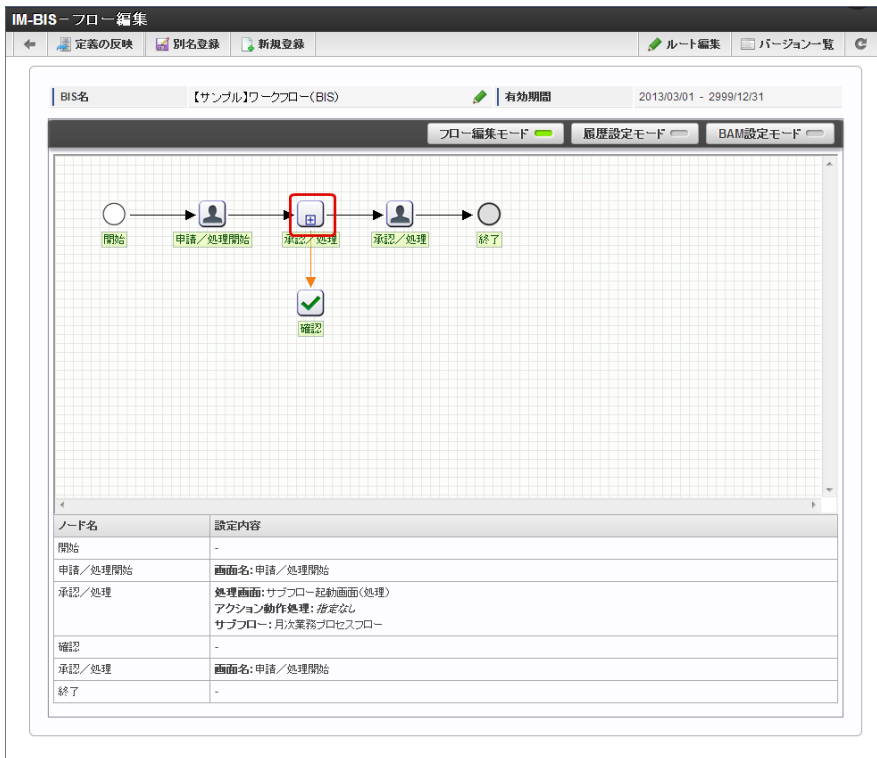 IM-BIS－フロー編集
定義の反映 別名登録 新規登録 ルート編集 バージョン一覧
BIS名 【サンプル】ワークフロー(BIS) 有効期間 2013/03/01 - 2999/12/31
フロー編集モード 履歴設定モード BAM設定モード
開始 申請／処理開始 承認／処理 承認／処理 終了
確認
ノード名 設定内容
開始 -
申請／処理開始 画面名:申請／処理開始
承認／処理 処理画面:サブフロー起動画面(処理)
アクション動作処理:指定なし
サブフロー:月次業務プロセスフロー
確認 -
承認／処理 画面名:申請／処理開始
終了 -